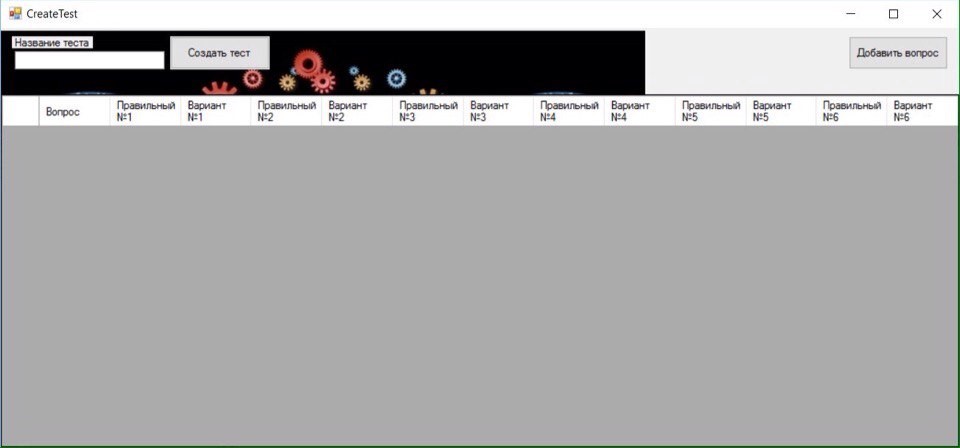 CreateTest
Название теста
Создать тест
Добавить вопрос
Вопрос
Правильный №1
Вариант №1
Правильный №2
Вариант №2
Правильный №3
Вариант №3
Правильный №4
Вариант №4
Правильный №5
Вариант №5
Правильный №6
Вариант №6